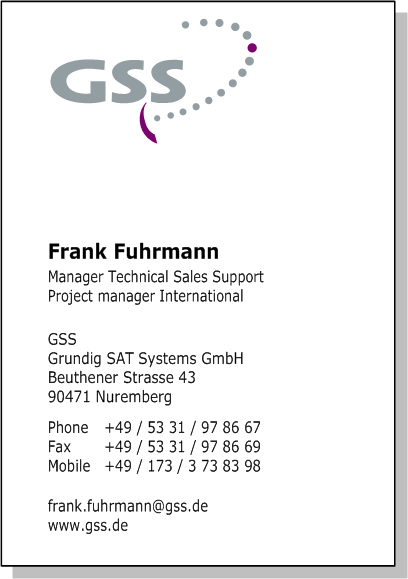 GSS
Frank Fuhrmann
Manager Technical Sales Support
Project manager International
GSS
Grundig SAT Systems GmbH
Beuthener Strasse 43
90471 Nuremberg
Phone +49 / 53 31 / 97 86 67
Fax +49 / 53 31 / 97 86 69
Mobile +49 / 173 / 3 73 83 98
frank.fuhrmann@gss.de
www.gss.de